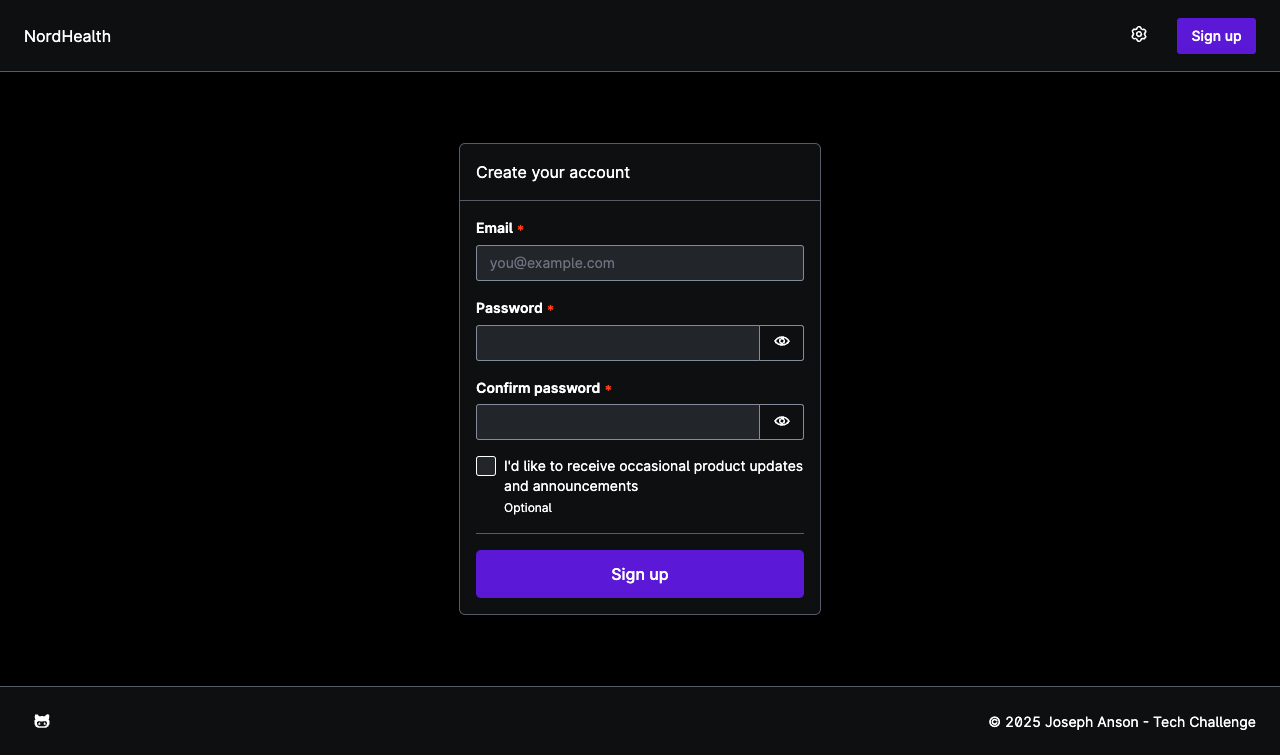 NordHealth
Sign up
Create your account
Email *
you@example.com
Password *
Confirm password *
I'd like to receive occasional product updates
and announcements
Optional
Sign up
© 2025 Joseph Anson - Tech Challenge